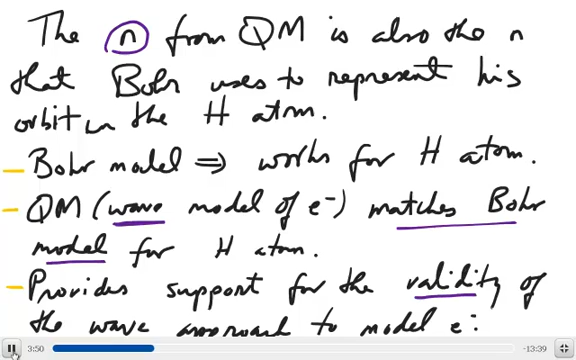 The n from QM is also the n
that Bohr uses to represent his
orbit in the H atom.
- Bohr model ⇒ works for H atom.
- QM (wave model of e-) matches Bohr
model for H atom.
- Provides support for the validity of
the wave approach to model e-.
3:50
-13:39